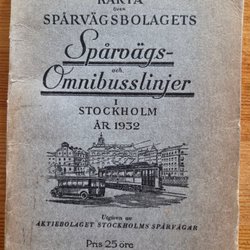 KARTA
över
SPÅRVÄGSBOLAGETS
Spårvägs-
och
Omnibusslinjer
I
STOCKHOLM
ÅR 1932
Utgiven av
AKTIEBOLAGET STOCKHOLMS SPÅRVÄGAR
Pris 25 öre